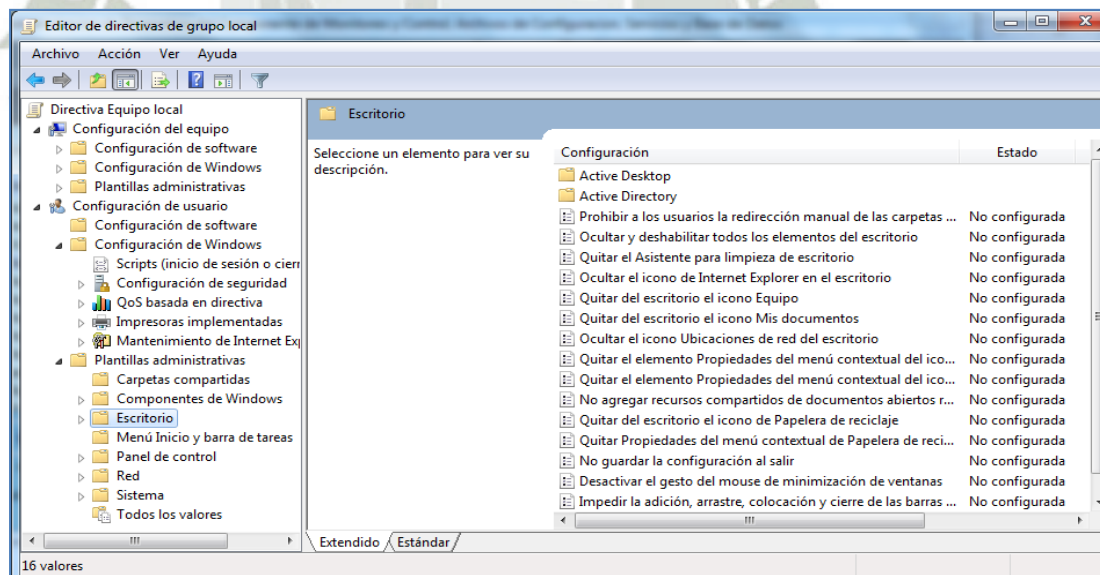 Editor de directivas de grupo local
Archivo Acción Ver Ayuda
Directiva Equipo local
Configuración del equipo
Configuración de software
Configuración de Windows
Plantillas administrativas
Configuración de usuario
Configuración de software
Configuración de Windows
Scripts (inicio de sesión o cierr
Configuración de seguridad
QoS basada en directiva
Impresoras implementadas
Mantenimiento de Internet Exp
Plantillas administrativas
Carpetas compartidas
Componentes de Windows
Escritorio
Menú Inicio y barra de tareas
Panel de control
Red
Sistema
Todos los valores
Escritorio
Seleccione un elemento para ver su
descripción.
Configuración Estado
Active Desktop
Active Directory
Prohibir a los usuarios la redirección manual de las carpetas ... No configurada
Ocultar y deshabilitar todos los elementos del escritorio No configurada
Quitar el Asistente para limpieza de escritorio No configurada
Ocultar el icono de Internet Explorer en el escritorio No configurada
Quitar del escritorio el icono Equipo No configurada
Quitar del escritorio el icono Mis documentos No configurada
Ocultar el icono Ubicaciones de red del escritorio No configurada
Quitar el elemento Propiedades del menú contextual del ico... No configurada
Quitar el elemento Propiedades del menú contextual del ico... No configurada
No agregar recursos compartidos de documentos abiertos r... No configurada
Quitar del escritorio el icono de Papelera de reciclaje No configurada
Quitar Propiedades del menú contextual de Papelera de reci... No configurada
No guardar la configuración al salir No configurada
Desactivar el gesto del mouse de minimización de ventanas No configurada
Impedir la adición, arrastre, colocación y cierre de las barras ... No configurada
Extendido Estándar
16 valores